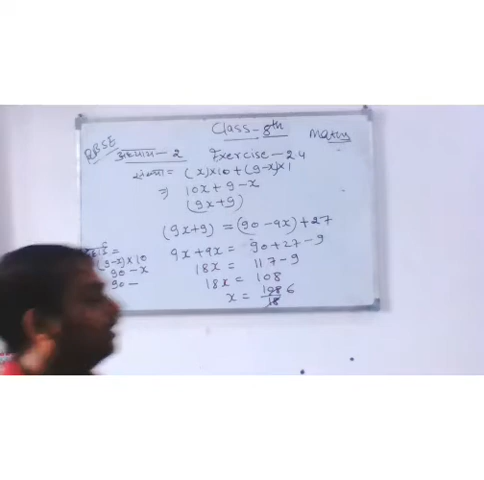 Class-8th
RBSE
Maths
अध्याय-2 Exercise-2.4
संख्या = (x)×10+(9-x)×1
⇒ 10x+9-x
(9x+9)
(9x+9) = (90-9x)+27
9x+9x = 90+27-9
18x = 117-9
18x = 108
x = 108/18 6
(9-x)×10
90-x
90-